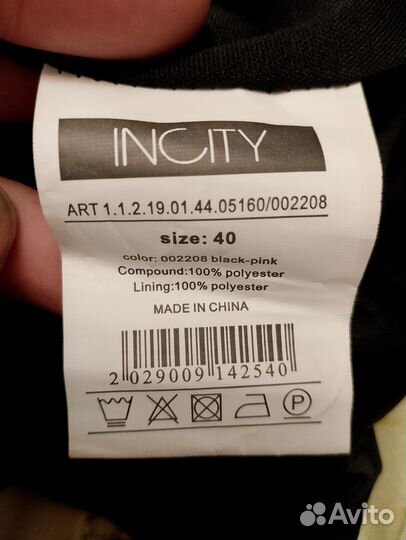 INCITY
ART 1.1.2.19.01.44.05160/002208
size: 40
color: 002208 black-pink
Compound:100% polyester
Lining:100% polyester
MADE IN CHINA
2 029009 142540
P
Avito